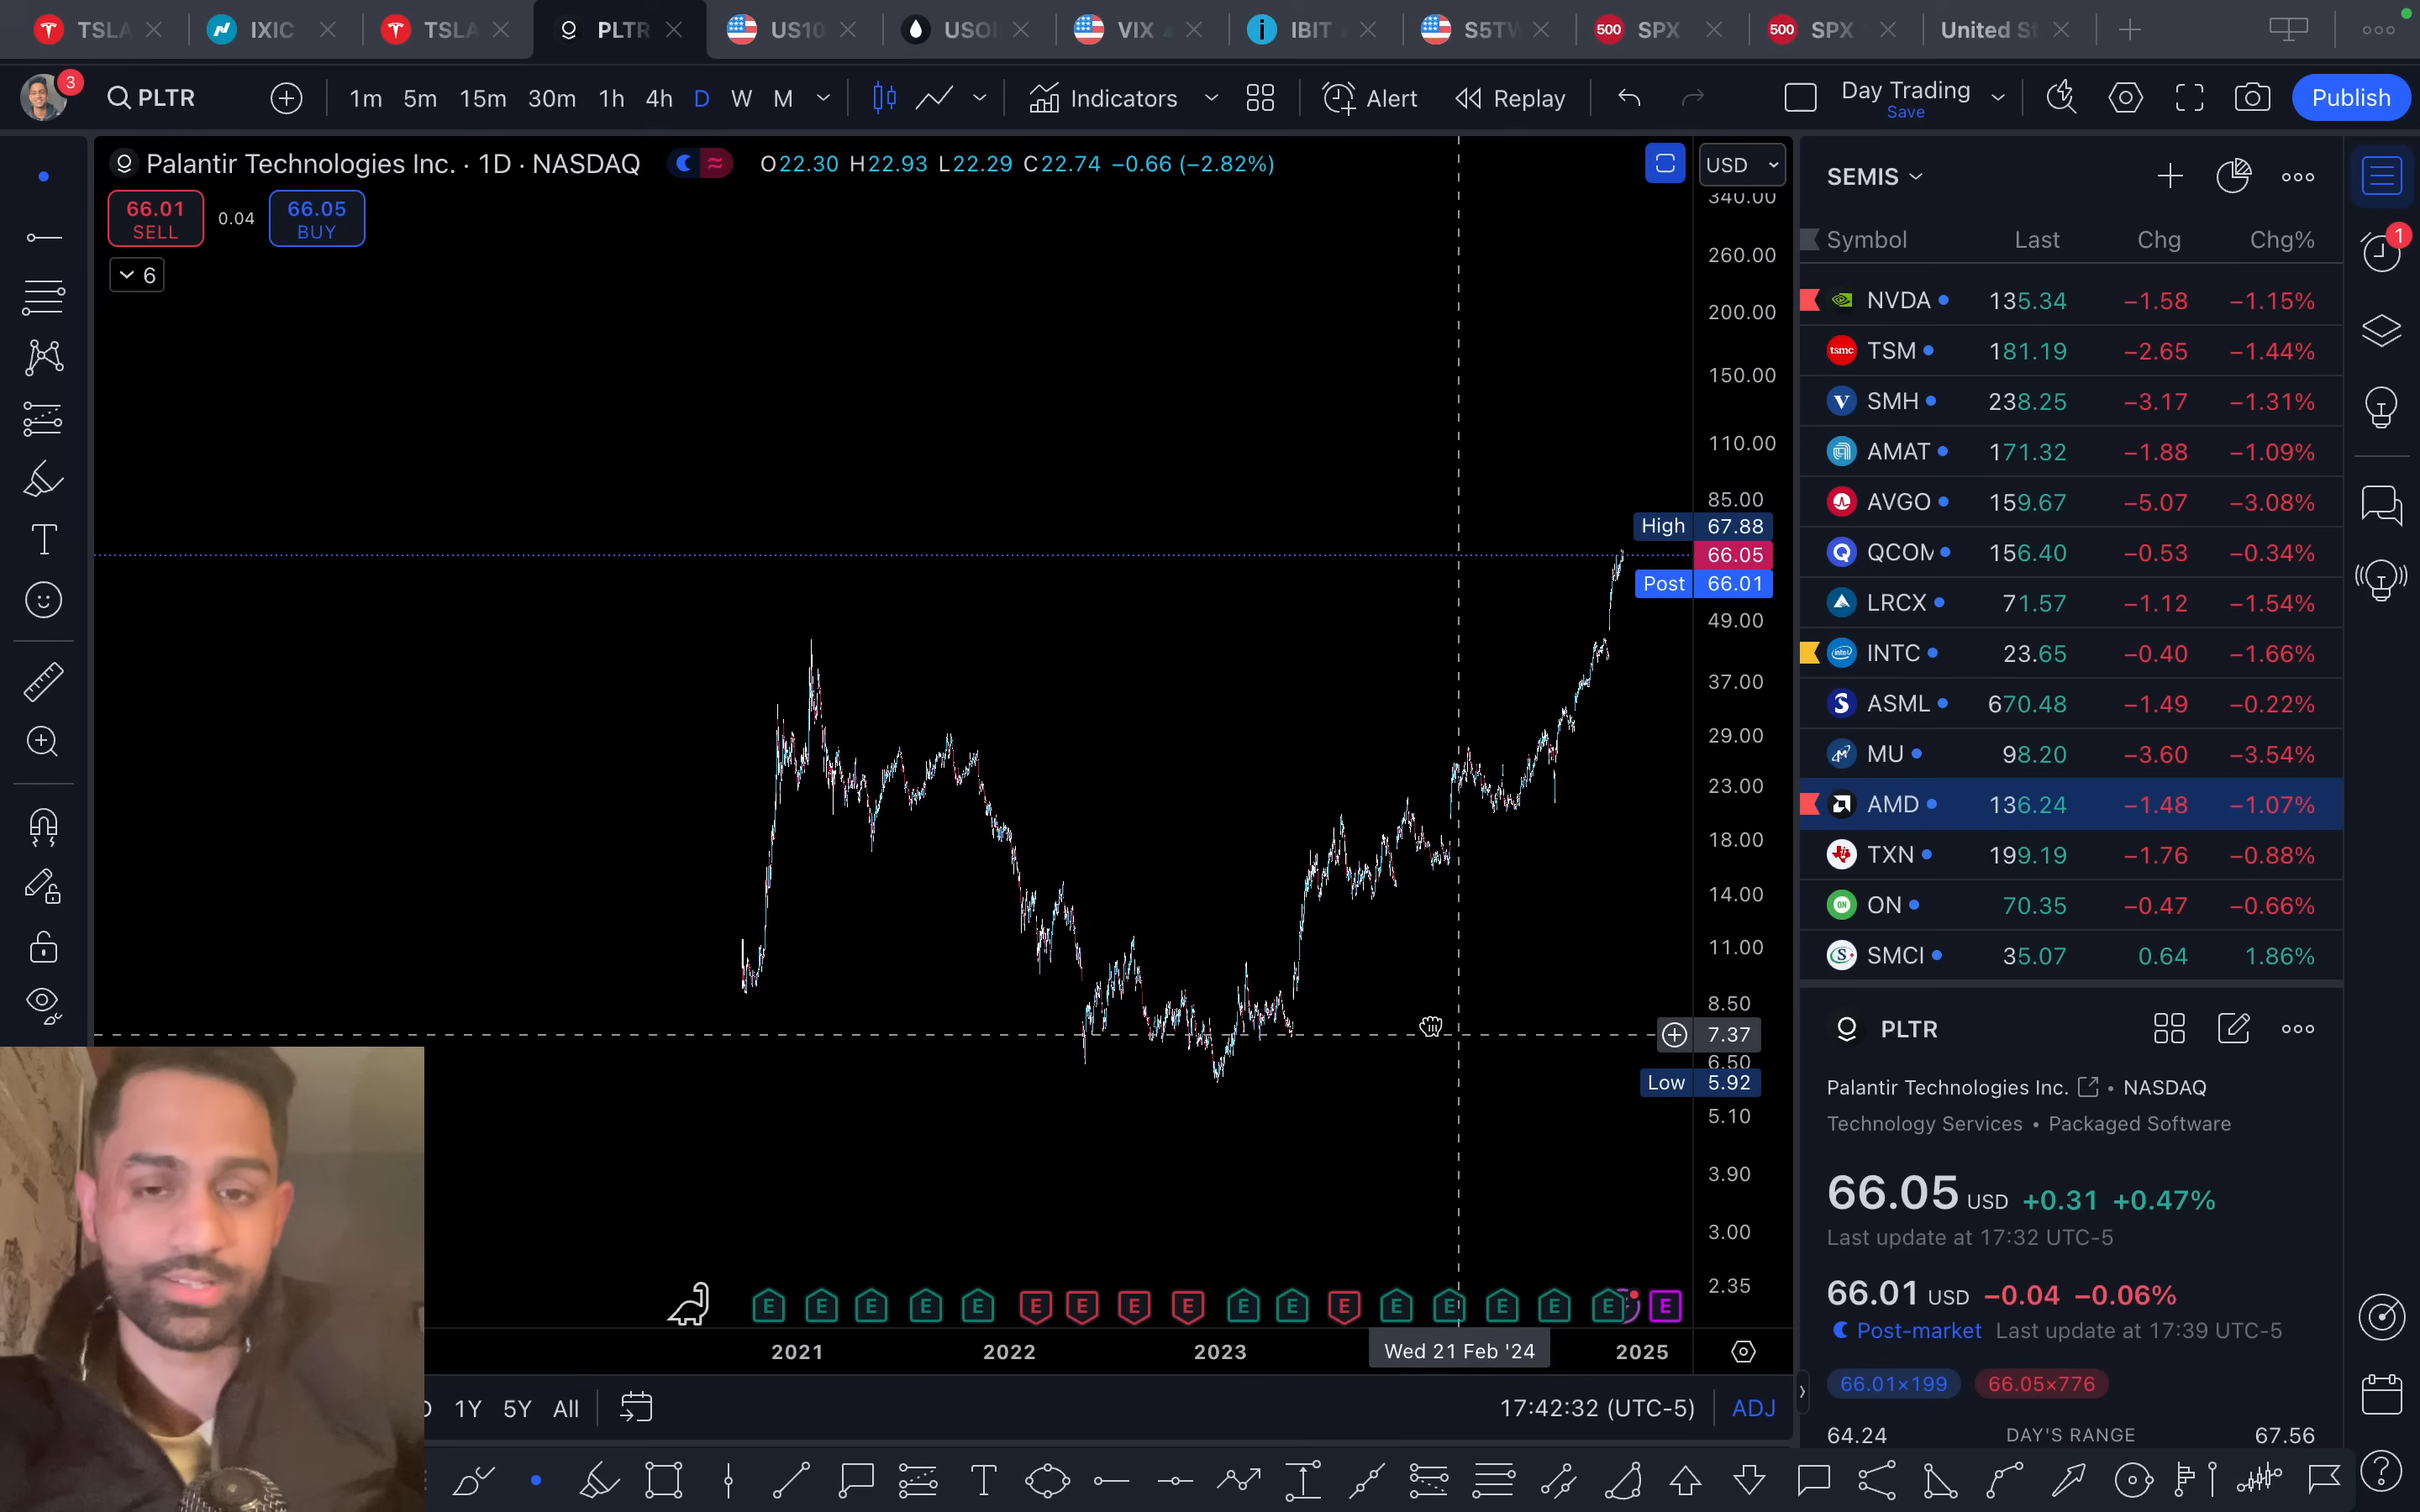 TSLA IXIC TSLA PLTR US10 USOI VIX IBIT S5TW 500 SPX 500 SPX United St
3 PLTR 1m 5m 15m 30m 1h 4h D W M Indicators Alert Replay Day Trading Publish
Save
Palantir Technologies Inc. · 1D · NASDAQ O22.30 H22.93 L22.29 C22.74 −0.66 (−2.82%) USD
66.01 0.04 66.05
SELL BUY
6
340.00
260.00
200.00
150.00
110.00
85.00
High 67.88
66.05
Post 66.01
49.00
37.00
29.00
23.00
18.00
14.00
11.00
8.50
7.37
6.50
Low 5.92
5.10
3.90
3.00
2.35
E E E E E E E E E E E E E E E E E E
2021 2022 2023 Wed 21 Feb '24 2025
1Y 5Y All 17:42:32 (UTC-5) ADJ
SEMIS
1
Symbol Last Chg Chg%
NVDA 135.34 −1.58 −1.15%
tsmc TSM 181.19 −2.65 −1.44%
V SMH 238.25 −3.17 −1.31%
AMAT 171.32 −1.88 −1.09%
AVGO 159.67 −5.07 −3.08%
Q QCOM 156.40 −0.53 −0.34%
LRCX 71.57 −1.12 −1.54%
intel INTC 23.65 −0.40 −1.66%
ASML 670.48 −1.49 −0.22%
MU 98.20 −3.60 −3.54%
AMD 136.24 −1.48 −1.07%
TXN 199.19 −1.76 −0.88%
ON ON 70.35 −0.47 −0.66%
S SMCI 35.07 0.64 1.86%
PLTR
Palantir Technologies Inc. • NASDAQ
Technology Services • Packaged Software
66.05 USD +0.31 +0.47%
Last update at 17:32 UTC-5
66.01 USD −0.04 −0.06%
Post-market Last update at 17:39 UTC-5
66.01×199 66.05×776
64.24 DAY'S RANGE 67.56